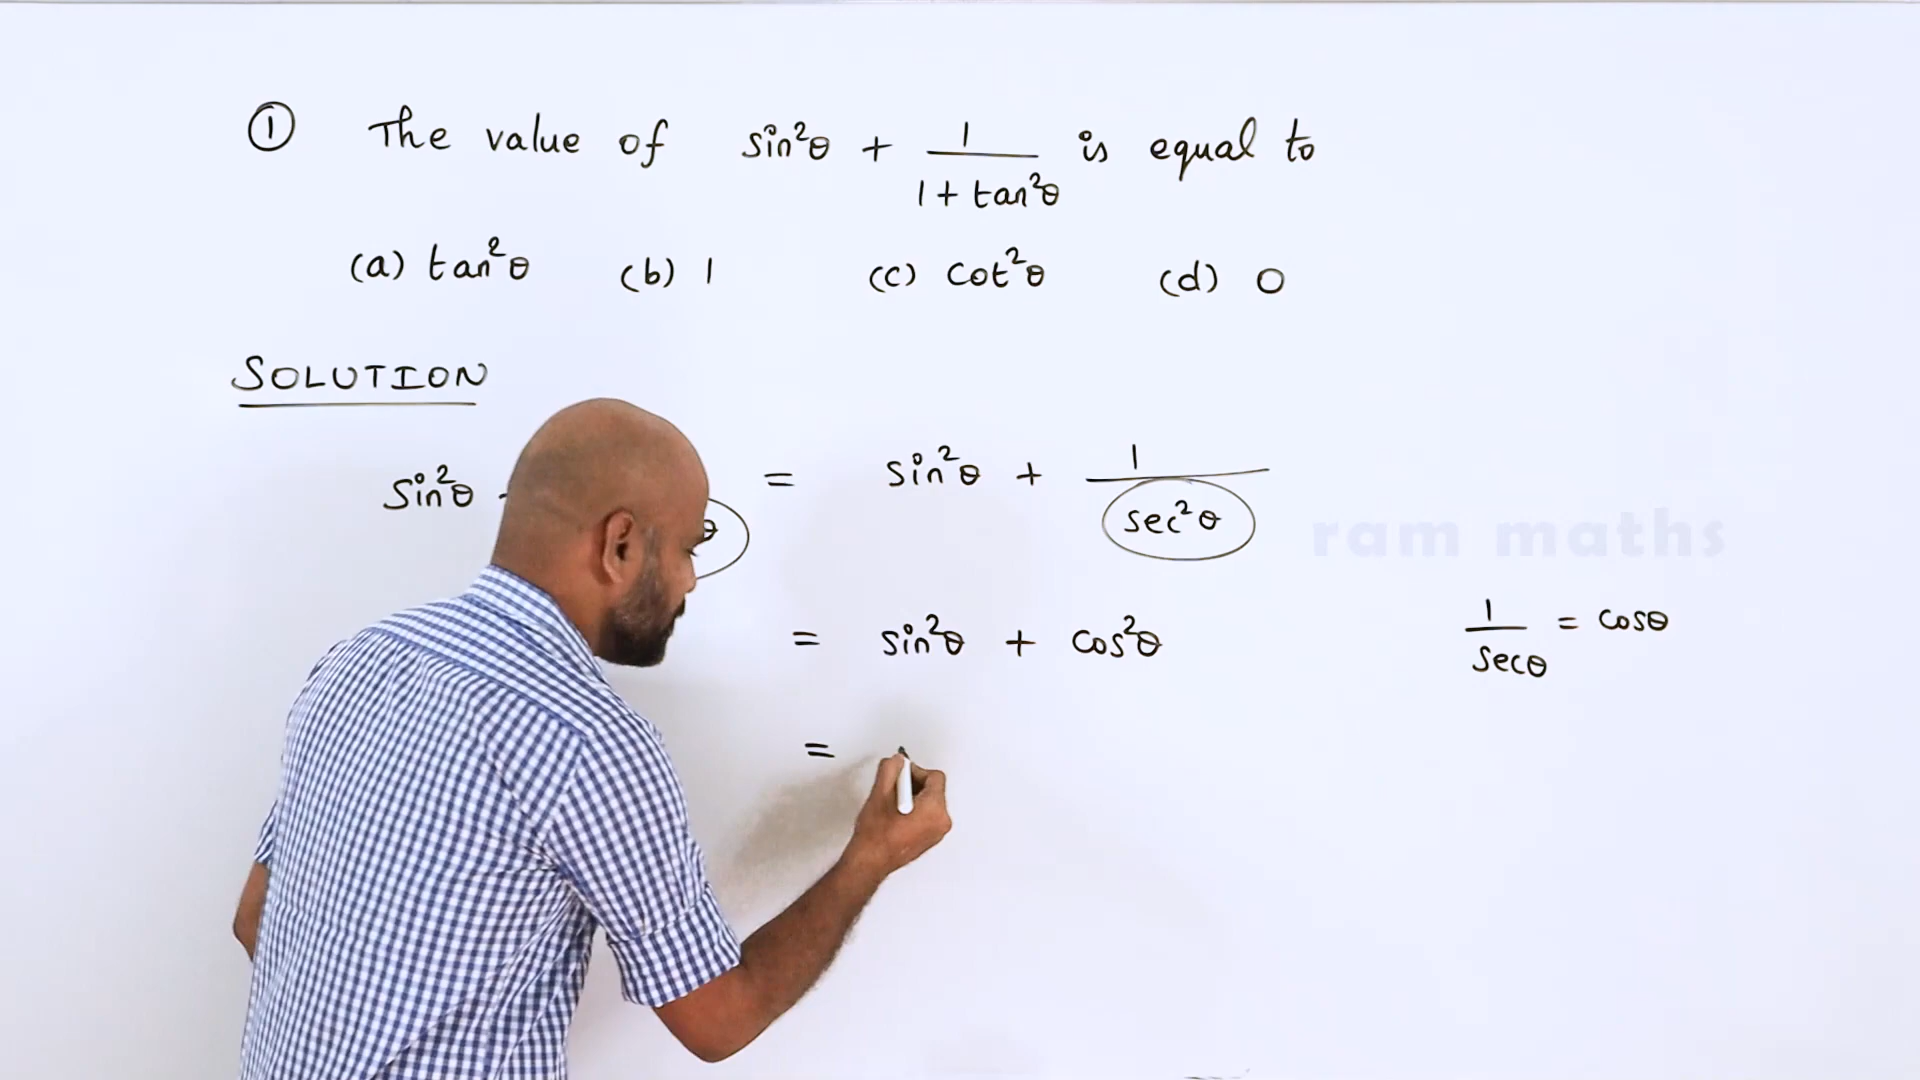 ① The value of sin²θ + 1/(1 + tan²θ) is equal to
(a) tan²θ (b) 1 (c) cot²θ (d) 0
SOLUTION
sin²θ = sin²θ + 1/sec²θ
ram maths
= sin²θ + cos²θ
1/secθ = cosθ
=